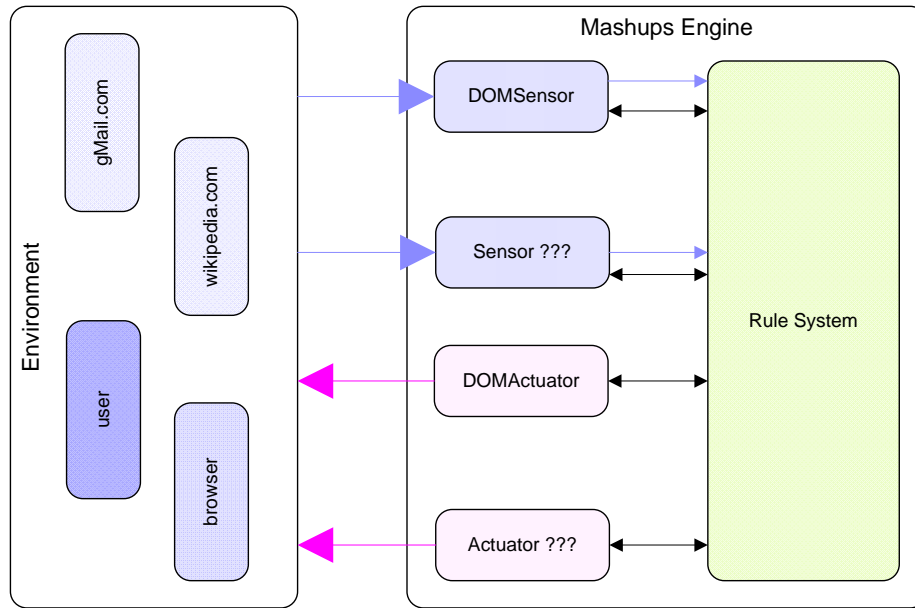 Environment
gMail.com
wikipedia.com
user
browser
Mashups Engine
DOMSensor
Sensor ???
DOMActuator
Actuator ???
Rule System